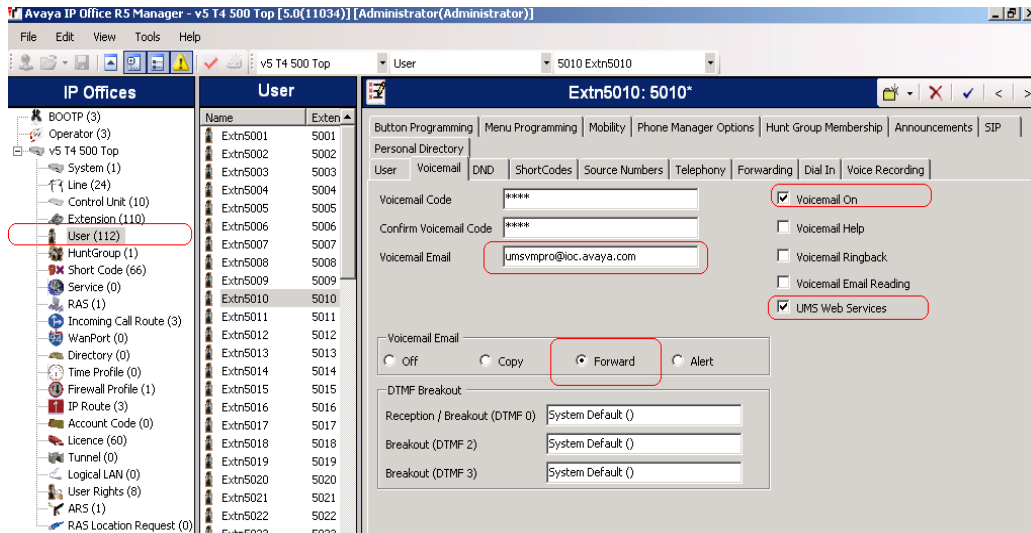 Avaya IP Office R5 Manager - v5 T4 500 Top [5.0(11034)] [Administrator(Administrator)]
File Edit View Tools Help
v5 T4 500 Top User 5010 Extn5010
IP Offices
BOOTP (3)
Operator (3)
v5 T4 500 Top
System (1)
Line (24)
Control Unit (10)
Extension (110)
User (112)
HuntGroup (1)
Short Code (66)
Service (0)
RAS (1)
Incoming Call Route (3)
WanPort (0)
Directory (0)
Time Profile (0)
Firewall Profile (1)
IP Route (3)
Account Code (0)
Licence (60)
Tunnel (0)
Logical LAN (0)
User Rights (8)
ARS (1)
RAS Location Request (0)
User
Name Exten
Extn5001 5001
Extn5002 5002
Extn5003 5003
Extn5004 5004
Extn5005 5005
Extn5006 5006
Extn5007 5007
Extn5008 5008
Extn5009 5009
Extn5010 5010
Extn5011 5011
Extn5012 5012
Extn5013 5013
Extn5014 5014
Extn5015 5015
Extn5016 5016
Extn5017 5017
Extn5018 5018
Extn5019 5019
Extn5020 5020
Extn5021 5021
Extn5022 5022
Extn5010: 5010*
Button Programming Menu Programming Mobility Phone Manager Options Hunt Group Membership Announcements SIP
Personal Directory
User Voicemail DND ShortCodes Source Numbers Telephony Forwarding Dial In Voice Recording
Voicemail Code ****
Voicemail On
Confirm Voicemail Code ****
Voicemail Help
Voicemail Email umsvmpro@ioc.avaya.com
Voicemail Ringback
Voicemail Email Reading
UMS Web Services
Voicemail Email
Off Copy Forward Alert
DTMF Breakout
Reception / Breakout (DTMF 0) System Default ()
Breakout (DTMF 2) System Default ()
Breakout (DTMF 3) System Default ()